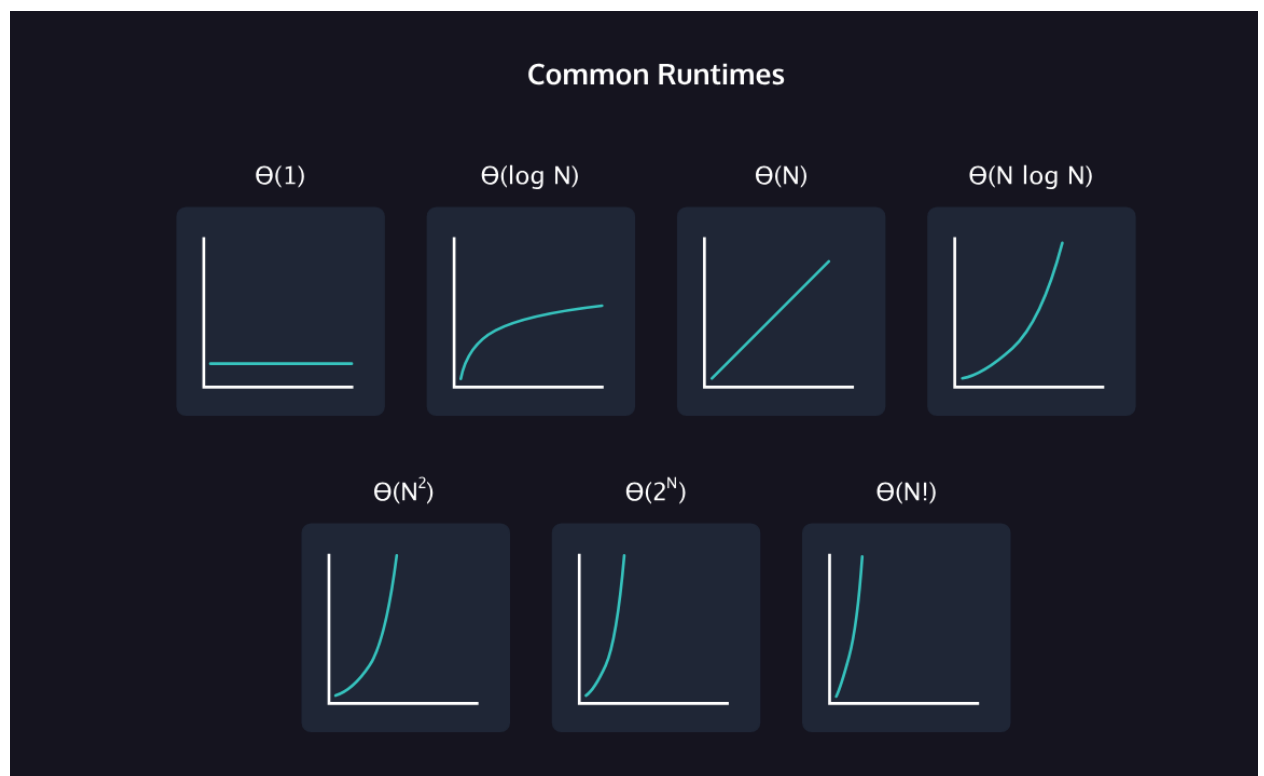 Common Runtimes
Ɵ(1)
Ɵ(log N)
Ɵ(N)
Ɵ(N log N)
Ɵ(N²)
Ɵ(2ᴺ)
Ɵ(N!)